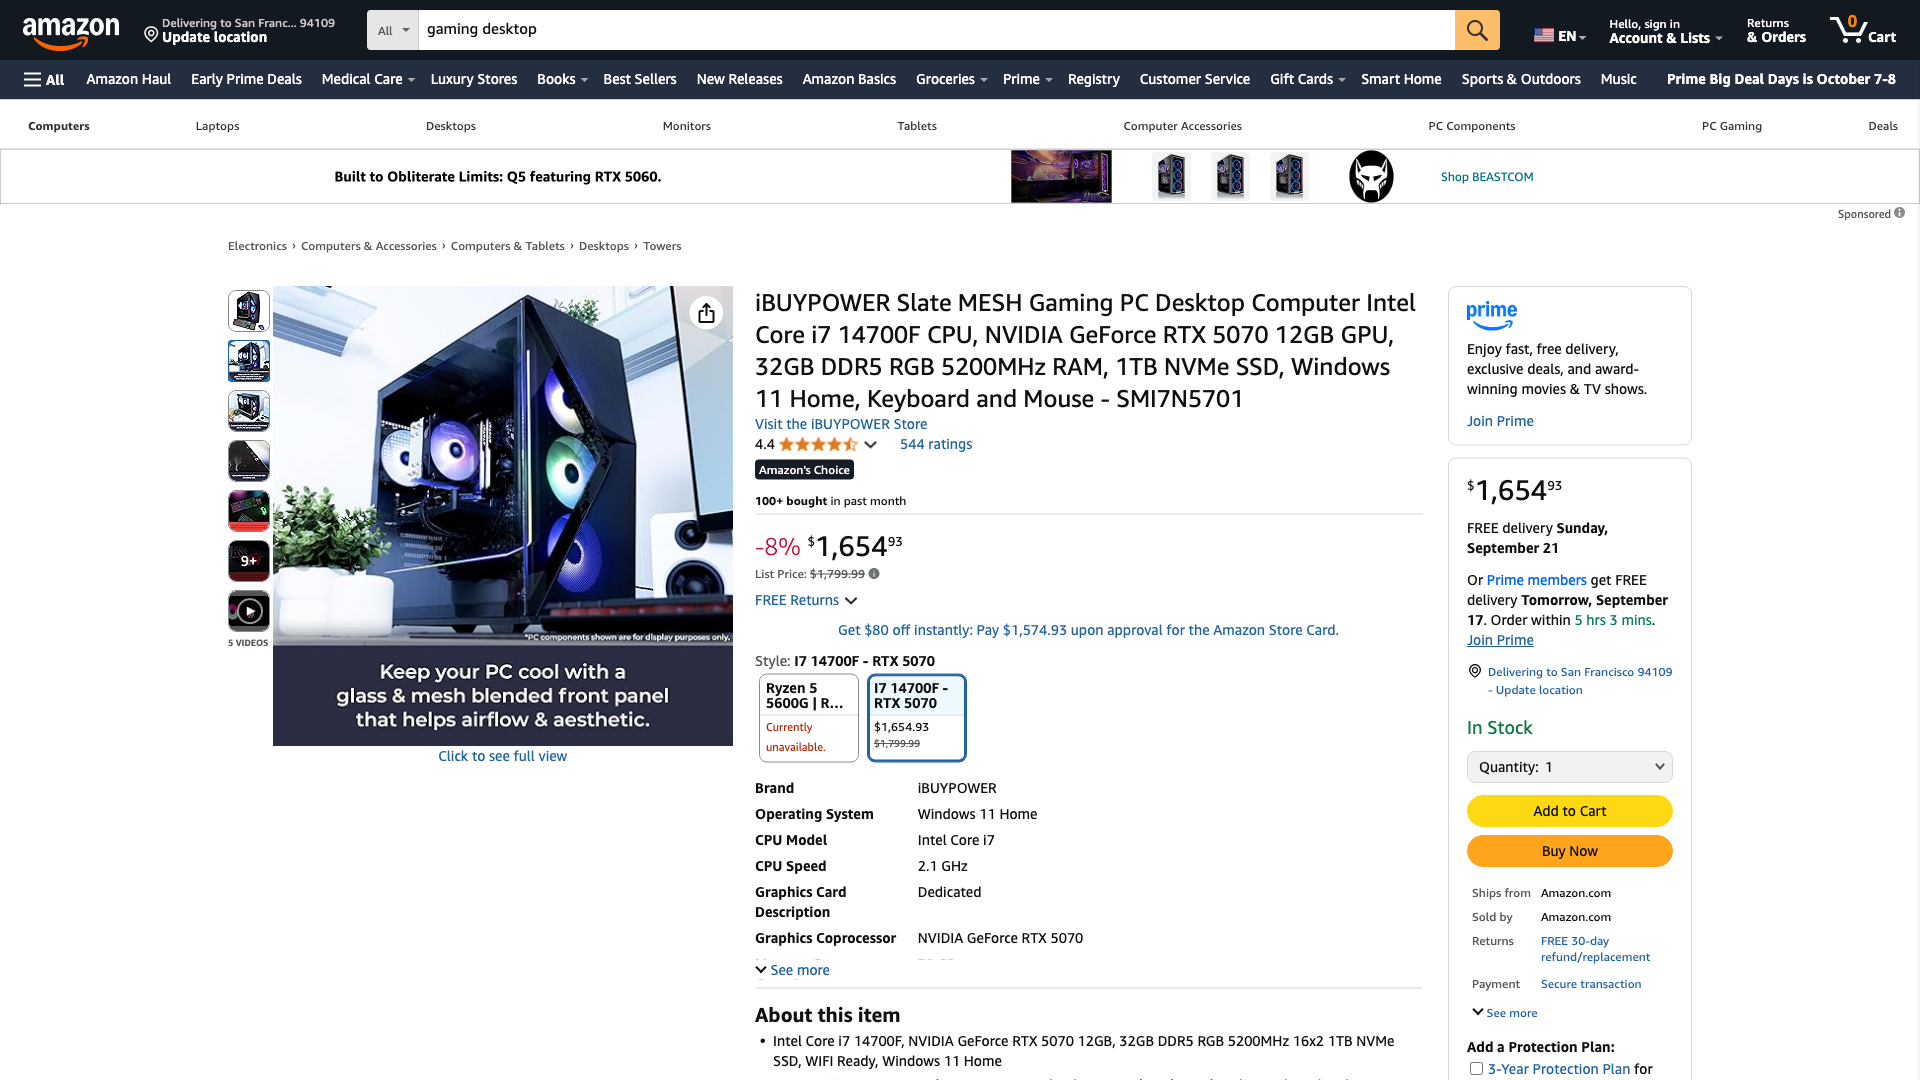 amazon
Delivering to San Franc... 94109
Update location
All
gaming desktop
EN
Hello, sign in
Account & Lists
Returns
& Orders
0
Cart
All
Amazon Haul
Early Prime Deals
Medical Care
Luxury Stores
Books
Best Sellers
New Releases
Amazon Basics
Groceries
Prime
Registry
Customer Service
Gift Cards
Smart Home
Sports & Outdoors
Music
Prime Big Deal Days is October 7-8
Computers
Laptops
Desktops
Monitors
Tablets
Computer Accessories
PC Components
PC Gaming
Deals
Built to Obliterate Limits: Q5 featuring RTX 5060.
Shop BEASTCOM
Sponsored
Electronics › Computers & Accessories › Computers & Tablets › Desktops › Towers
9+
5 VIDEOS
*PC components shown are for display purposes only.
Keep your PC cool with a
glass & mesh blended front panel
that helps airflow & aesthetic.
Click to see full view
iBUYPOWER Slate MESH Gaming PC Desktop Computer Intel
Core i7 14700F CPU, NVIDIA GeForce RTX 5070 12GB GPU,
32GB DDR5 RGB 5200MHz RAM, 1TB NVMe SSD, Windows
11 Home, Keyboard and Mouse - SMI7N5701
Visit the iBUYPOWER Store
4.4
544 ratings
Amazon's Choice
100+ bought in past month
-8% $1,654 93
List Price: $1,799.99
FREE Returns
Get $80 off instantly: Pay $1,574.93 upon approval for the Amazon Store Card.
Style: I7 14700F - RTX 5070
Ryzen 5
5600G | R...
Currently
unavailable.
I7 14700F -
RTX 5070
$1,654.93
$1,799.99
Brand iBUYPOWER
Operating System Windows 11 Home
CPU Model Intel Core i7
CPU Speed 2.1 GHz
Graphics Card Dedicated
Description
Graphics Coprocessor NVIDIA GeForce RTX 5070
See more
About this item
• Intel Core i7 14700F, NVIDIA GeForce RTX 5070 12GB, 32GB DDR5 RGB 5200MHz 16x2 1TB NVMe
SSD, WIFI Ready, Windows 11 Home
prime
Enjoy fast, free delivery,
exclusive deals, and award-
winning movies & TV shows.
Join Prime
$1,654 93
FREE delivery Sunday,
September 21
Or Prime members get FREE
delivery Tomorrow, September
17. Order within 5 hrs 3 mins.
Join Prime
Delivering to San Francisco 94109
- Update location
In Stock
Quantity: 1
Add to Cart
Buy Now
Ships from Amazon.com
Sold by Amazon.com
Returns FREE 30-day
refund/replacement
Payment Secure transaction
See more
Add a Protection Plan:
3-Year Protection Plan for